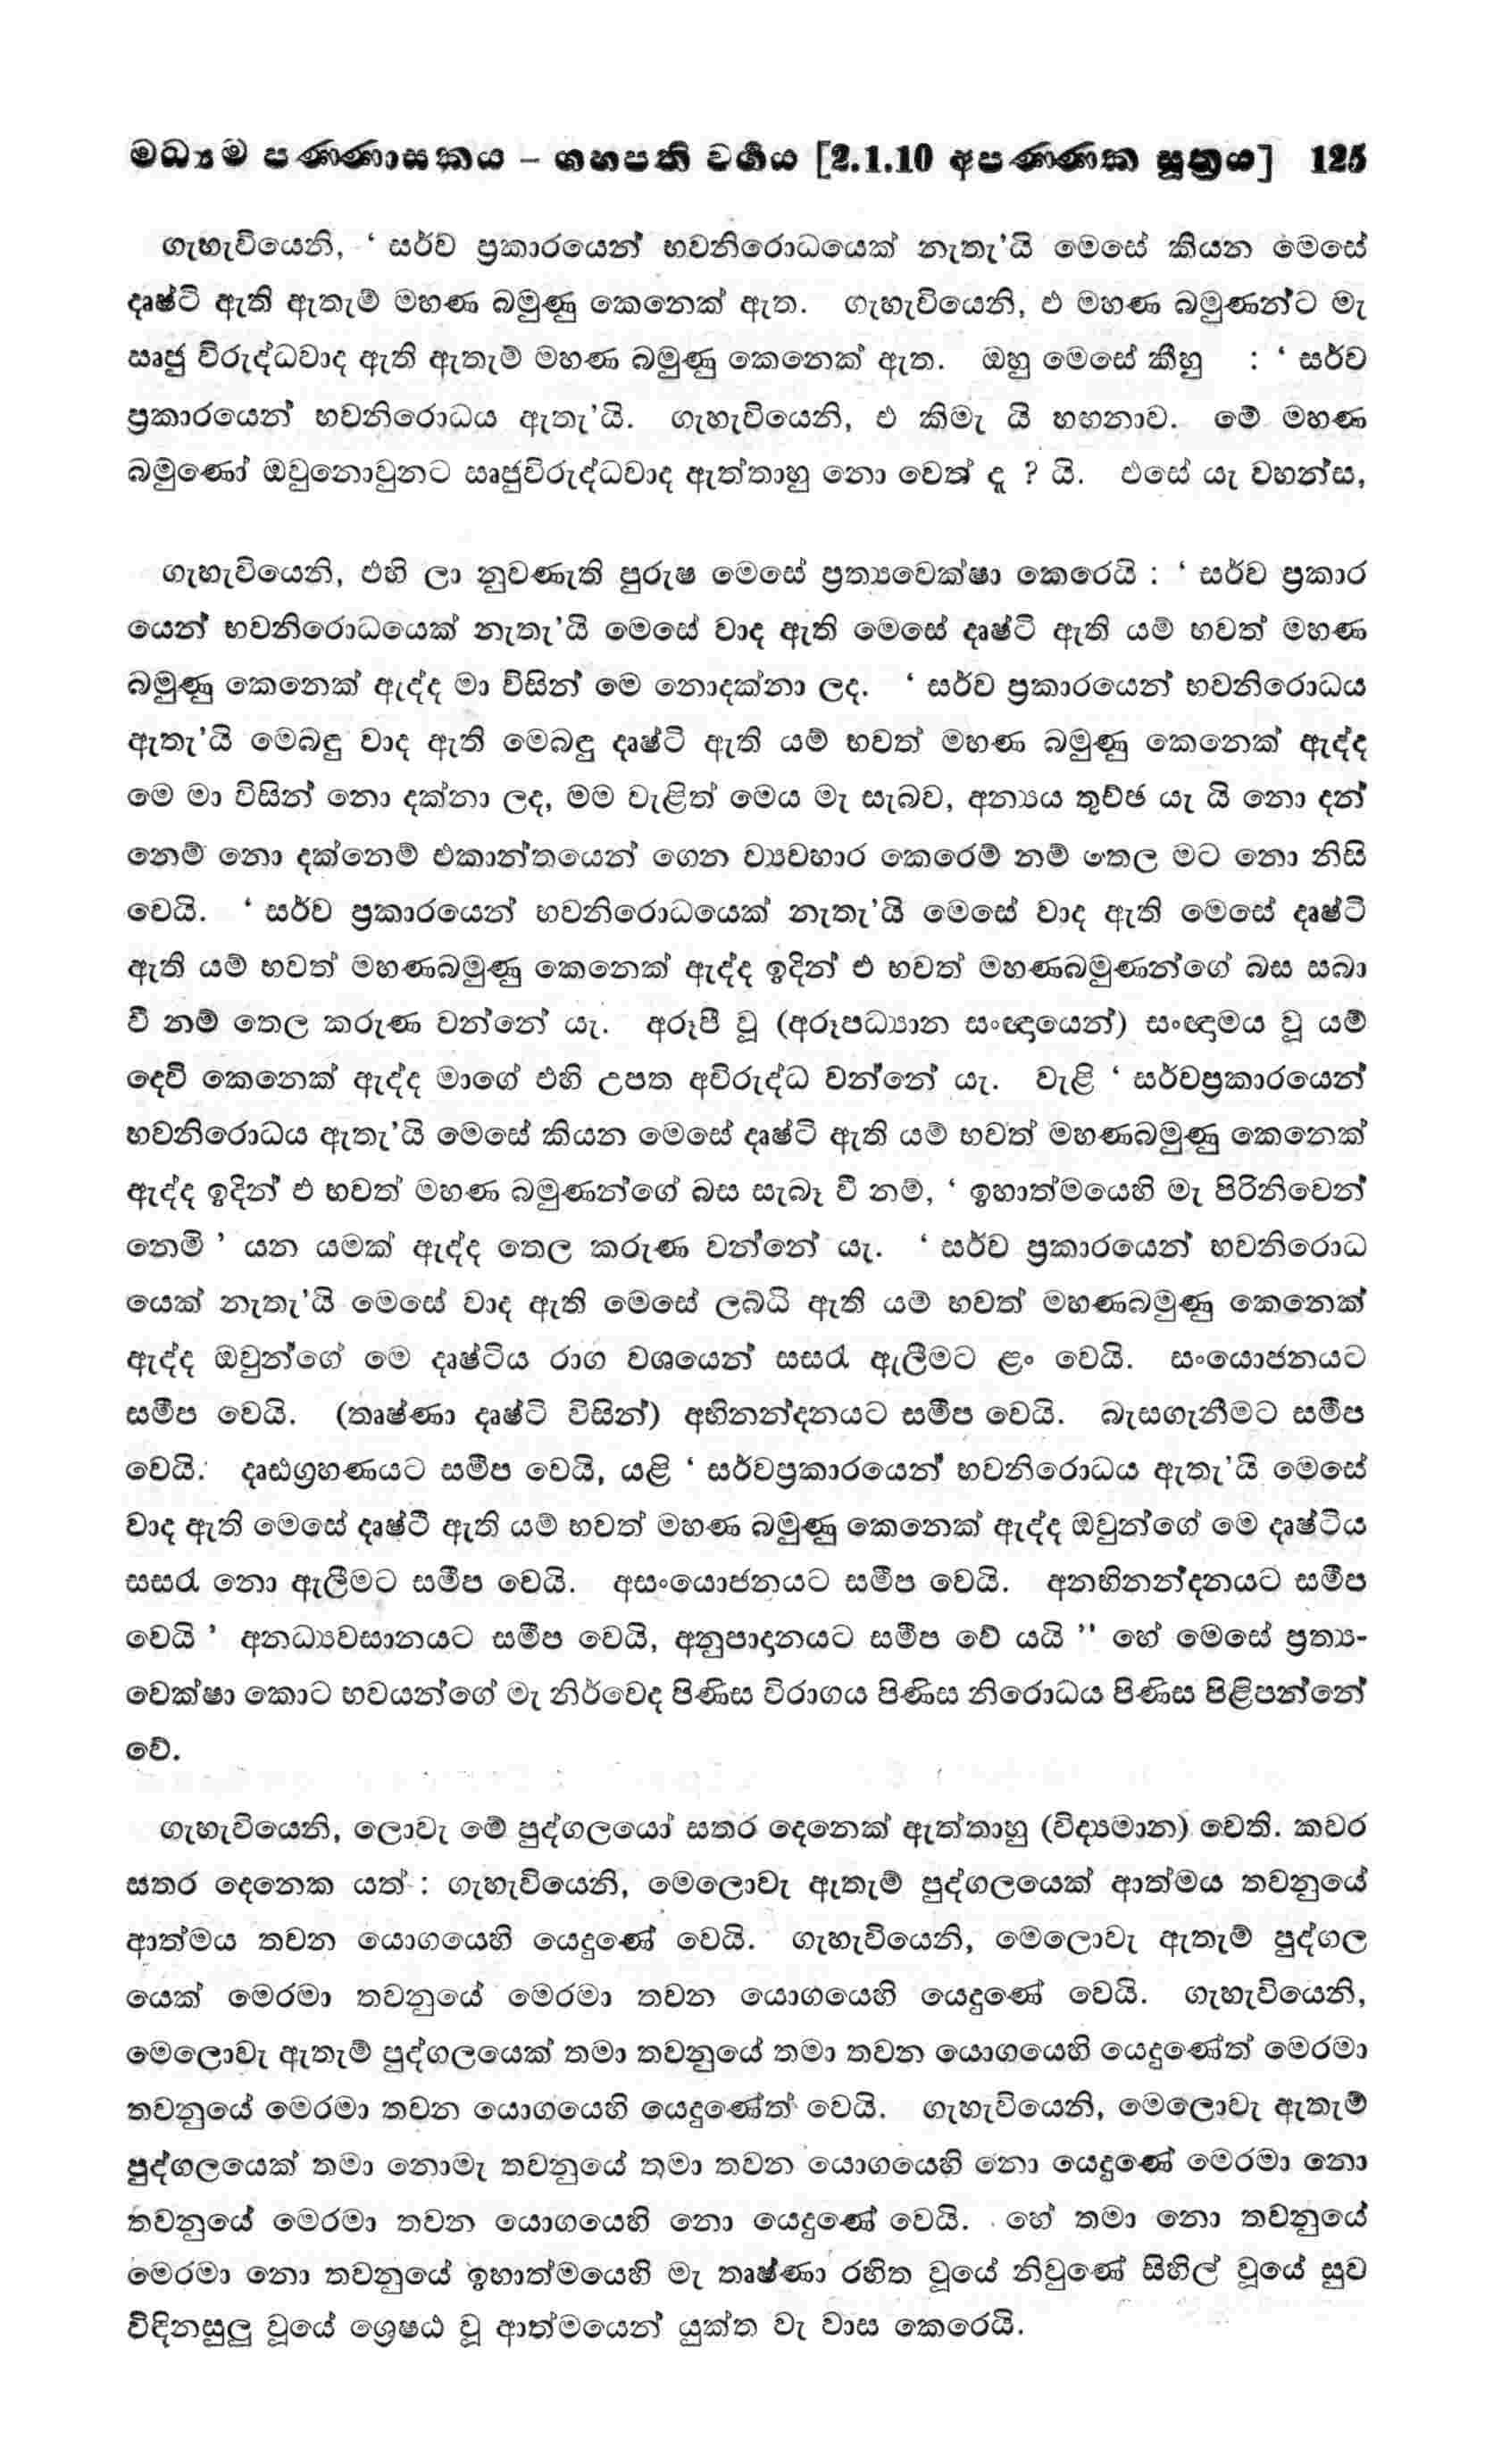 මධ්‍යම පණ්ණාසකය – ගහපති වර්‍ගය [2.1.10 අපණ්ණක සූත්‍රය] 125
ගැහැවියෙනි, ‘ සර්ව ප්‍රකාරයෙන් භවනිරොධයෙක් නැතැ’යි මෙසේ කියන මෙසේ
දෘෂ්ටි ඇති ඇතැම් මහණ බමුණු කෙනෙක් ඇත. ගැහැවියෙනි, එ මහණ බමුණන්ට මැ
ඍජු විරුද්ධවාද ඇති ඇතැම් මහණ බමුණු කෙනෙක් ඇත. ඔහු මෙසේ කීහු : ‘ සර්ව
ප්‍රකාරයෙන් භවනිරොධය ඇතැ’යි. ගැහැවියෙනි, එ කිමැ යි හඟනාව. මේ මහණ
බමුණෝ ඔවුනොවුනට ඍජුවිරුද්ධවාද ඇත්තාහු නො වෙත් දැ ? යි. එසේ යැ වහන්ස,
ගැහැවියෙනි, එහි ලා නුවණැති පුරුෂ මෙසේ ප්‍රත්‍යවෙක්ෂා කෙරෙයි : ‘ සර්ව ප්‍රකාර
යෙන් භවනිරොධයෙක් නැතැ’යි මෙසේ වාද ඇති මෙසේ දෘෂ්ටි ඇති යම් භවත් මහණ
බමුණු කෙනෙක් ඇද්ද මා විසින් මෙ නොදක්නා ලද. ‘ සර්ව ප්‍රකාරයෙන් භවනිරොධය
ඇතැ’යි මෙබඳු වාද ඇති මෙබඳු දෘෂ්ටි ඇති යම් භවත් මහණ බමුණු කෙනෙක් ඇද්ද
මෙ මා විසින් නො දක්නා ලද, මම වැළිත් මෙය මැ සැබව, අන්‍යය තුච්ඡ යැ යි නො දන්
නෙම් නො දක්නෙම් එකාන්තයෙන් ගෙන ව්‍යවහාර කෙරෙම් නම් තෙල මට නො නිසි
වෙයි. ‘ සර්ව ප්‍රකාරයෙන් භවනිරොධයෙක් නැතැ’යි මෙසේ වාද ඇති මෙසේ දෘෂ්ටි
ඇති යම් භවත් මහණබමුණු කෙනෙක් ඇද්ද ඉදින් එ භවත් මහණබමුණන්ගේ බස සබා
වී නම් තෙල කරුණ වන්නේ යැ. අරූපී වූ (අරූපධ්‍යාන සංඥායෙන්) සංඥාමය වූ යම්
දෙවි කෙනෙක් ඇද්ද මාගේ එහි උපත අවිරුද්ධ වන්නේ යැ. වැළි ‘ සර්වප්‍රකාරයෙන්
භවනිරොධය ඇතැ’යි මෙසේ කියන මෙසේ දෘෂ්ටි ඇති යම් භවත් මහණබමුණු කෙනෙක්
ඇද්ද ඉදින් එ භවත් මහණ බමුණන්ගේ බස සැබෑ වී නම්, ‘ ඉහාත්මයෙහි මැ පිරිනිවෙන්
නෙමි ’ යන යමක් ඇද්ද තෙල කරුණ වන්නේ යැ. ‘ සර්ව ප්‍රකාරයෙන් භවනිරොධ
යෙක් නැතැ’යි මෙසේ වාද ඇති මෙසේ ලබ්ධි ඇති යම් භවත් මහණබමුණු කෙනෙක්
ඇද්ද ඔවුන්ගේ මෙ දෘෂ්ටිය රාග වශයෙන් සසරැ ඇලීමට ළං වෙයි. සංයොජනයට
සමීප වෙයි. (තෘෂ්ණා දෘෂ්ටි විසින්) අභිනන්දනයට සමීප වෙයි. බැසගැනීමට සමීප
වෙයි. දෘඪග්‍රහණයට සමීප වෙයි, යළි ‘ සර්වප්‍රකාරයෙන් භවනිරොධය ඇතැ’යි මෙසේ
වාද ඇති මෙසේ දෘෂ්ටි ඇති යම් භවත් මහණ බමුණු කෙනෙක් ඇද්ද ඔවුන්ගේ මෙ දෘෂ්ටිය
සසරැ නො ඇලීමට සමීප වෙයි. අසංයොජනයට සමීප වෙයි. අනභිනන්දනයට සමීප
වෙයි ’ අනධ්‍යවසානයට සමීප වෙයි, අනුපාදානයට සමීප වේ යයි ’’ හේ මෙසේ ප්‍රත්‍ය-
වෙක්ෂා කොට භවයන්ගේ මැ නිර්වෙද පිණිස විරාගය පිණිස නිරොධය පිණිස පිළිපන්නේ
වේ.
ගැහැවියෙනි, ලොවැ මේ පුද්ගලයෝ සතර දෙනෙක් ඇත්තාහු (විද්‍යමාන) වෙති. කවර
සතර දෙනෙක යත් : ගැහැවියෙනි, මෙලොවැ ඇතැම් පුද්ගලයෙක් ආත්මය තවනුයේ
ආත්මය තවන යොගයෙහි යෙදුණේ වෙයි. ගැහැවියෙනි, මෙලොවැ ඇතැම් පුද්ගල
යෙක් මෙරමා තවනුයේ මෙරමා තවන යොගයෙහි යෙදුණේ වෙයි. ගැහැවියෙනි,
මෙලොවැ ඇතැම් පුද්ගලයෙක් තමා තවනුයේ තමා තවන යොගයෙහි යෙදුණේත් මෙරමා
තවනුයේ මෙරමා තවන යොගයෙහි යෙදුණේත් වෙයි. ගැහැවියෙනි, මෙලොවැ ඇතැම්
පුද්ගලයෙක් තමා නොමැ තවනුයේ තමා තවන යොගයෙහි නො යෙදුණේ මෙරමා නො
තවනුයේ මෙරමා තවන යොගයෙහි නො යෙදුණේ වෙයි. හේ තමා නො තවනුයේ
මෙරමා නො තවනුයේ ඉහාත්මයෙහි මැ තෘෂ්ණා රහිත වූයේ නිවුණේ සිහිල් වූයේ සුව
විඳිනසුලු වූයේ ශ්‍රෙෂ්ඨ වූ ආත්මයෙන් යුක්ත වැ වාස කෙරෙයි.